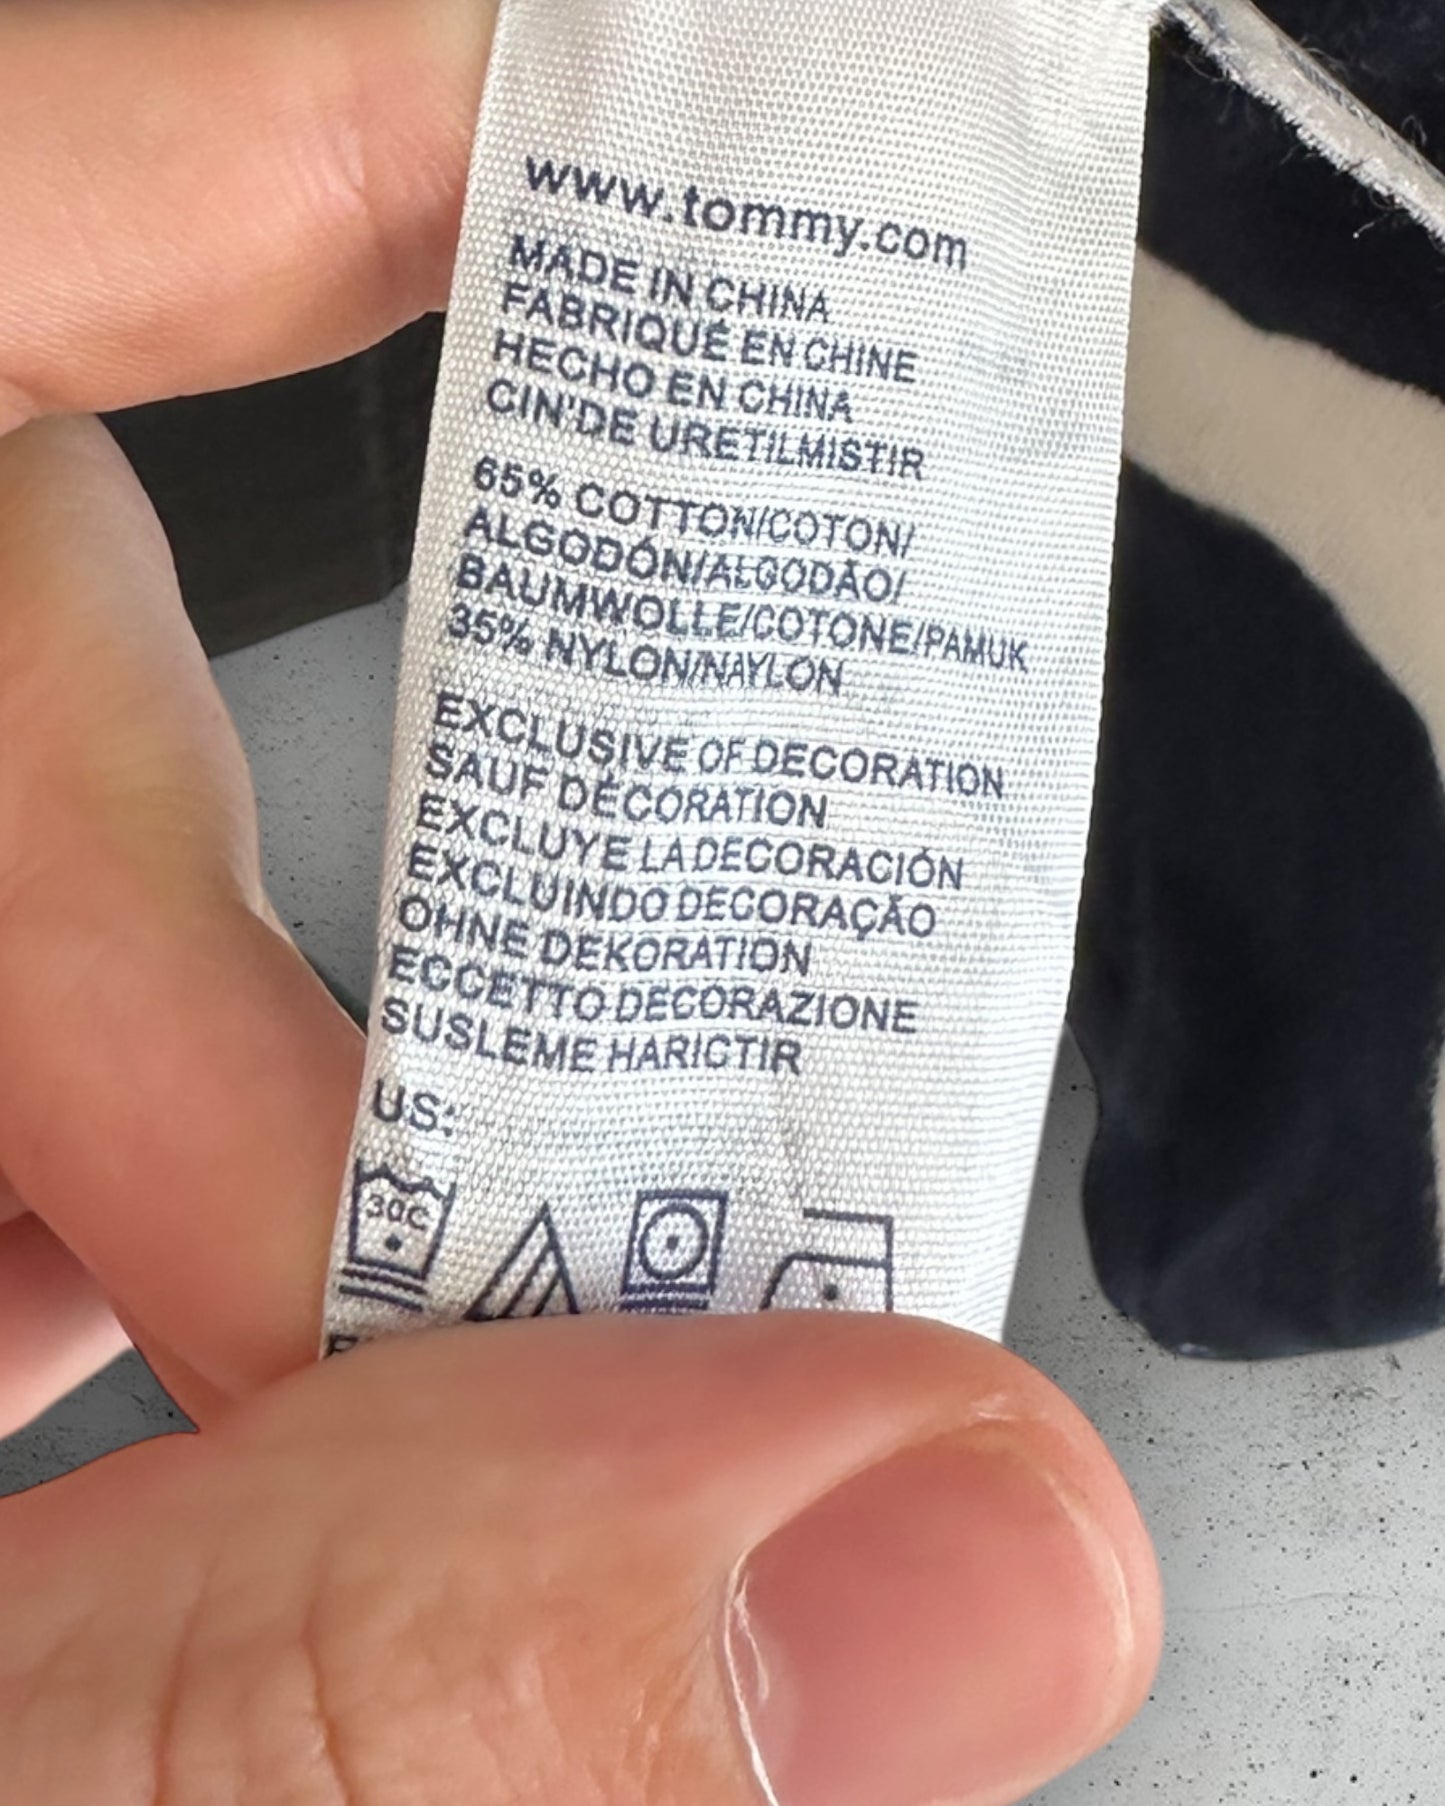 www.tommy.com
MADE IN CHINA
FABRIQUÉ EN CHINE
HECHO EN CHINA
CIN'DE URETILMISTIR
65% COTTON/COTON/
ALGODÓN/ALGODÃO/
BAUMWOLLE/COTONE/PAMUK
35% NYLON/NAYLON
EXCLUSIVE OF DECORATION
SAUF DÉCORATION
EXCLUYE LA DECORACIÓN
EXCLUINDO DECORAÇÃO
OHNE DEKORATION
ECCETTO DECORAZIONE
SUSLEME HARICTIR
US:
30C